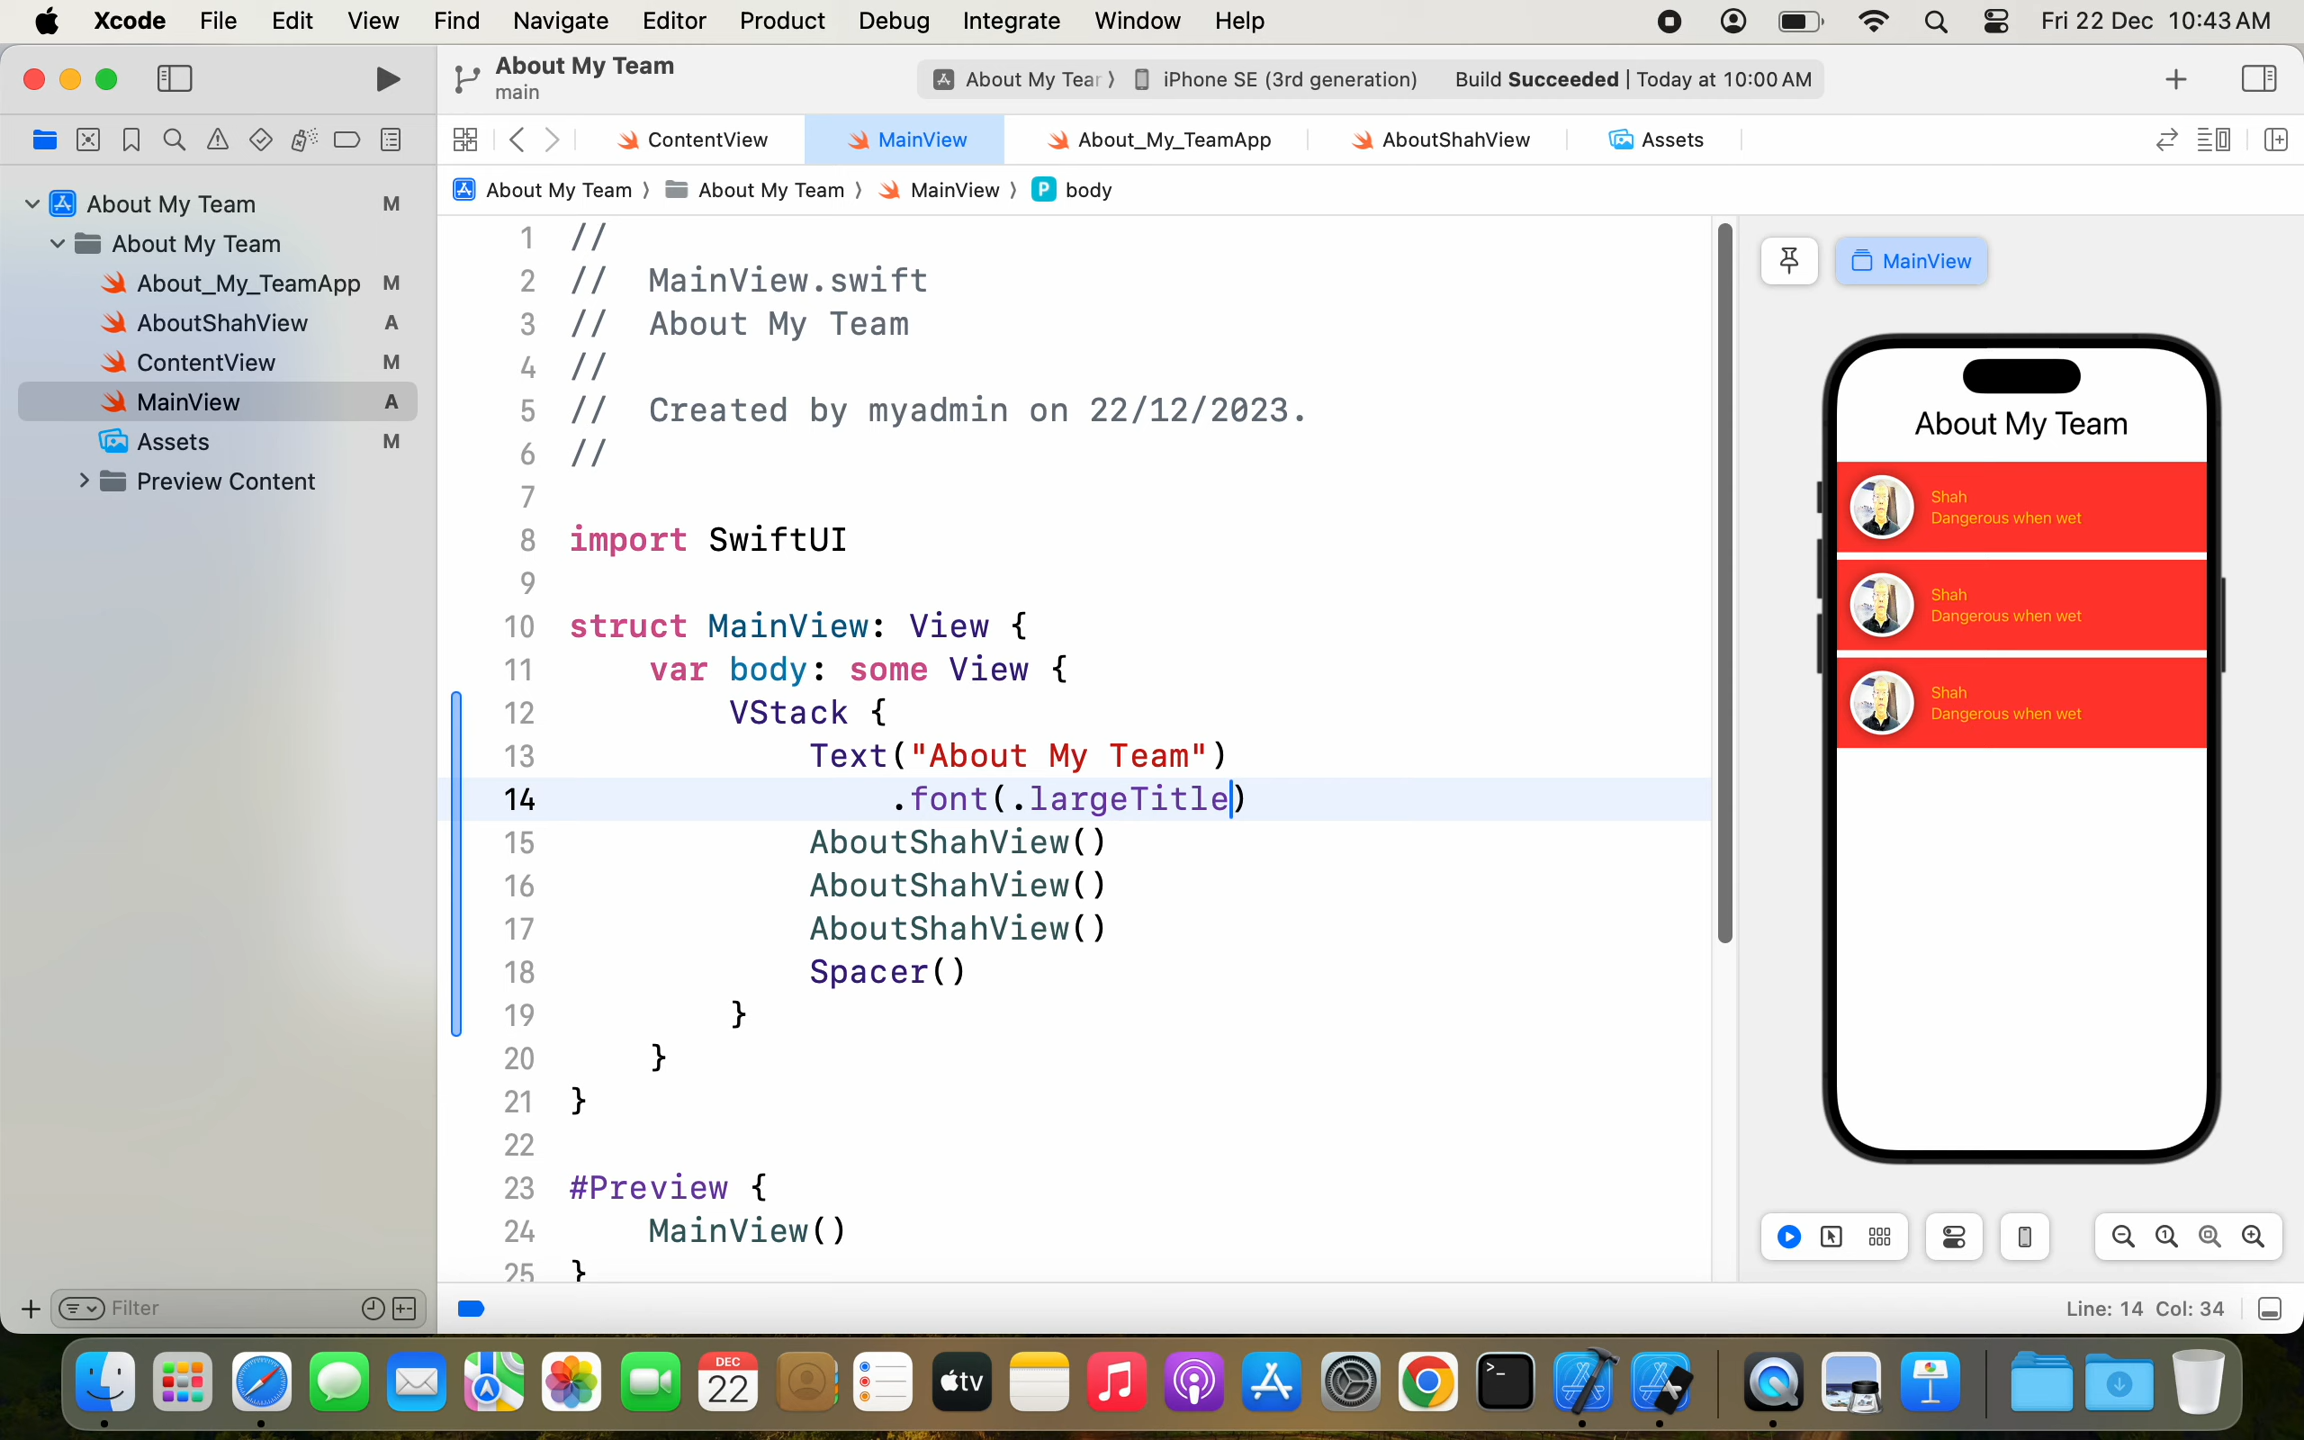 Xcode File Edit View Find Navigate Editor Product Debug Integrate Window Help Fri 22 Dec 10:43 AM
About My Team
main
About My Tear iPhone SE (3rd generation) Build Succeeded | Today at 10:00 AM
ContentView MainView About_My_TeamApp AboutShahView Assets
About My Team M
About My Team
About_My_TeamApp M
AboutShahView A
ContentView M
MainView A
Assets M
Preview Content
Filter
About My Team 〉 About My Team 〉 MainView 〉 P body
1 //
2 //  MainView.swift
3 //  About My Team
4 //
5 //  Created by myadmin on 22/12/2023.
6 //
7
8 import SwiftUI
9
10 struct MainView: View {
11     var body: some View {
12         VStack {
13             Text("About My Team")
14                 .font(.largeTitle)
15             AboutShahView()
16             AboutShahView()
17             AboutShahView()
18             Spacer()
19         }
20     }
21 }
22
23 #Preview {
24     MainView()
25 }
MainView
About My Team
Shah
Dangerous when wet
Shah
Dangerous when wet
Shah
Dangerous when wet
Line: 14 Col: 34
DEC
22
tv